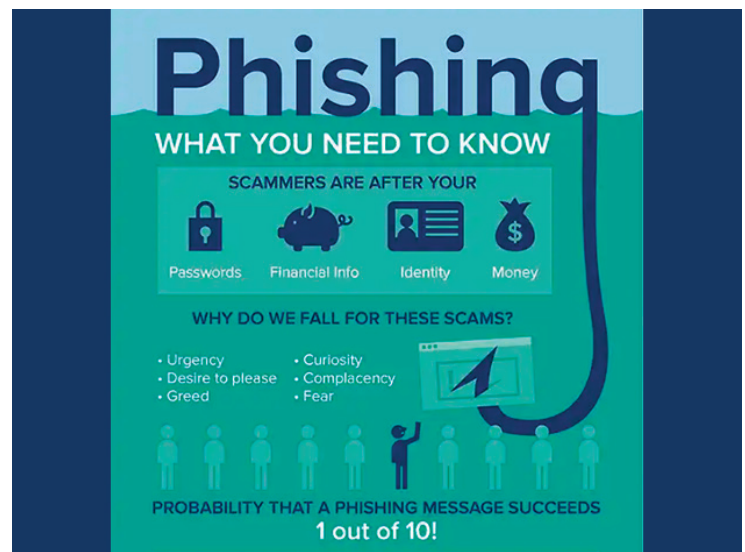 Phishing
WHAT YOU NEED TO KNOW
SCAMMERS ARE AFTER YOUR
$
Passwords Financial Info Identity Money
WHY DO WE FALL FOR THESE SCAMS?
• Urgency
• Desire to please
• Greed
• Curiosity
• Complacency
• Fear
PROBABILITY THAT A PHISHING MESSAGE SUCCEEDS
1 out of 10!